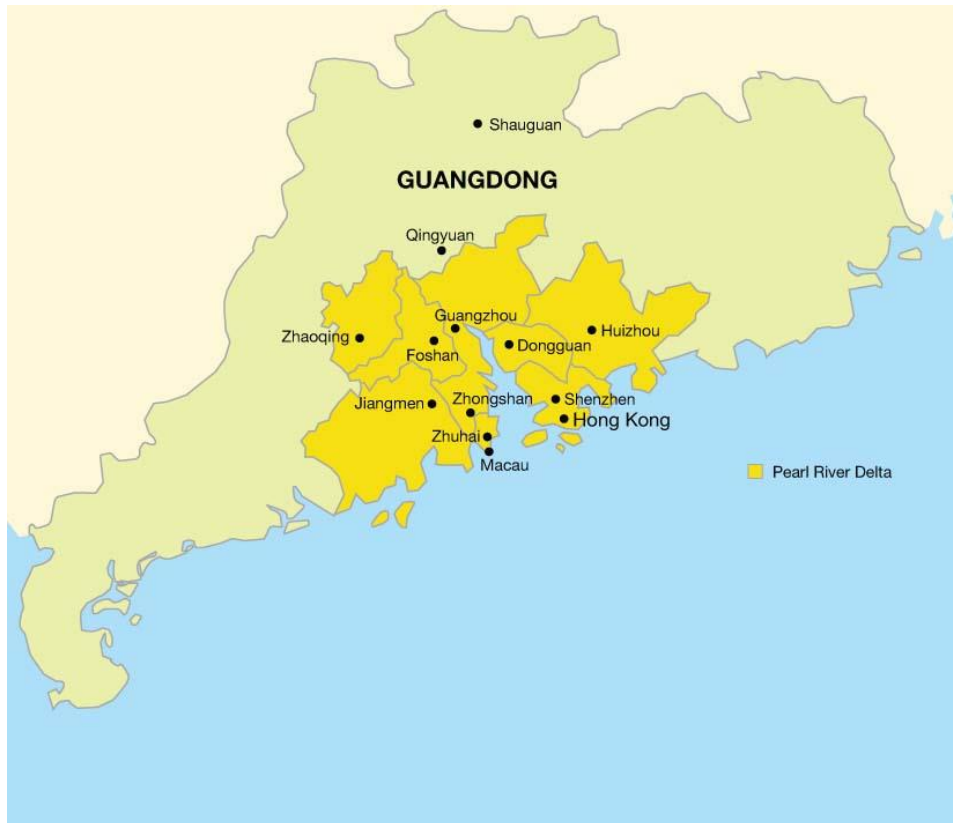 Shauguan
GUANGDONG
Qingyuan
Guangzhou
Zhaoqing
Huizhou
Dongguan
Foshan
Jiangmen
Zhongshan
Shenzhen
Hong Kong
Zhuhai
Macau
Pearl River Delta